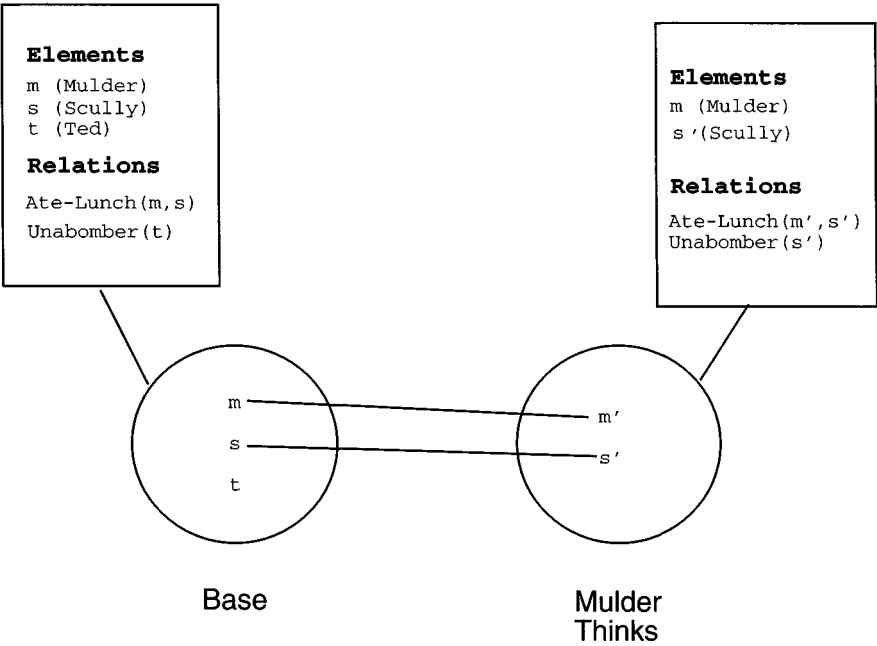 Elements
m (Mulder)
s (Scully)
t (Ted)
Relations
Ate-Lunch(m,s)
Unabomber(t)
Elements
m (Mulder)
s '(Scully)
Relations
Ate-Lunch(m',s')
Unabomber(s')
m
s
t
m'
s'
Base
Mulder
Thinks